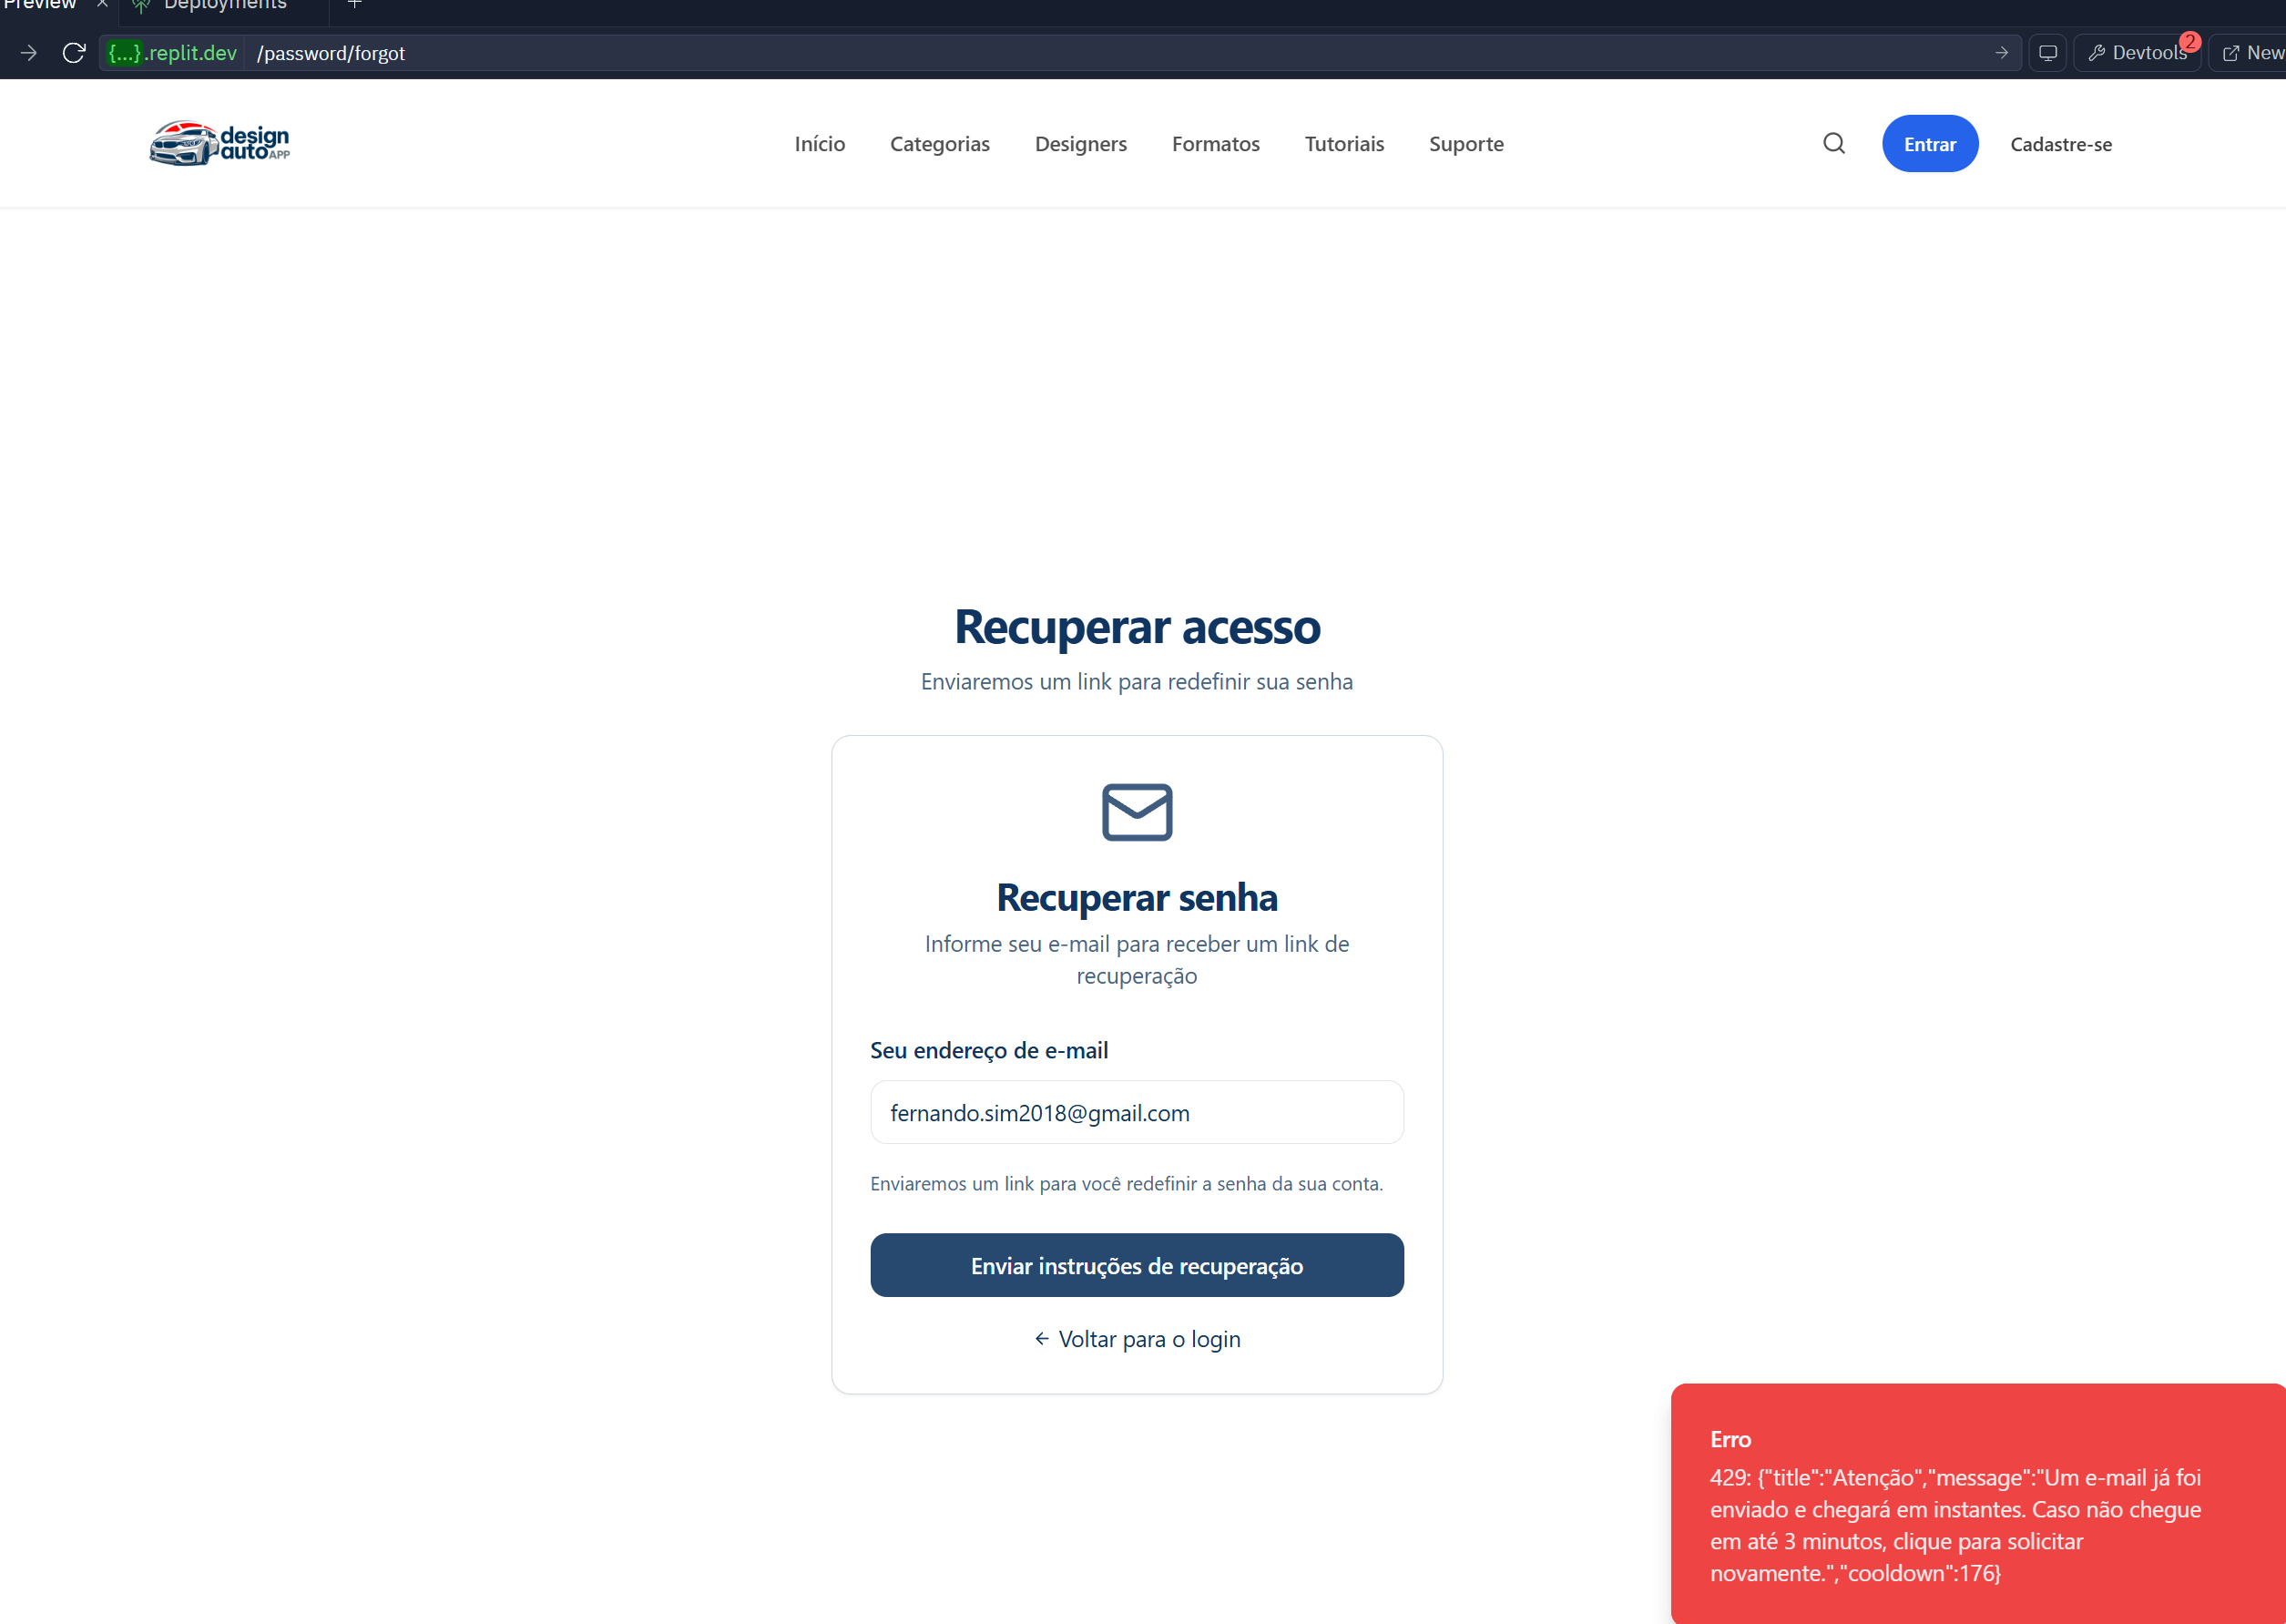 Preview
Deployments
{...}.replit.dev /password/forgot
Devtools 2
New
design
autoAPP
Início Categorias Designers Formatos Tutoriais Suporte
Entrar Cadastre-se
Recuperar acesso
Enviaremos um link para redefinir sua senha
Recuperar senha
Informe seu e-mail para receber um link de
recuperação
Seu endereço de e-mail
fernando.sim2018@gmail.com
Enviaremos um link para você redefinir a senha da sua conta.
Enviar instruções de recuperação
← Voltar para o login
Erro
429: {"title":"Atenção","message":"Um e-mail já foi
enviado e chegará em instantes. Caso não chegue
em até 3 minutos, clique para solicitar
novamente.","cooldown":176}